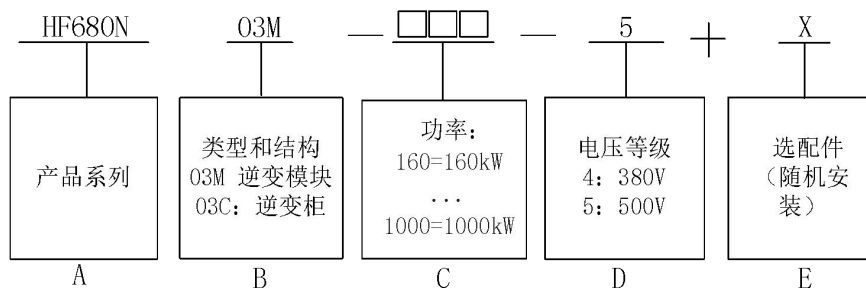 HF680N 03M — □□□ — 5 + X
产品系列
类型和结构
03M 逆变模块
03C：逆变柜
功率：
160=160kW
...
1000=1000kW
电压等级
4：380V
5：500V
选配件
（随机安
装）
A B C D E